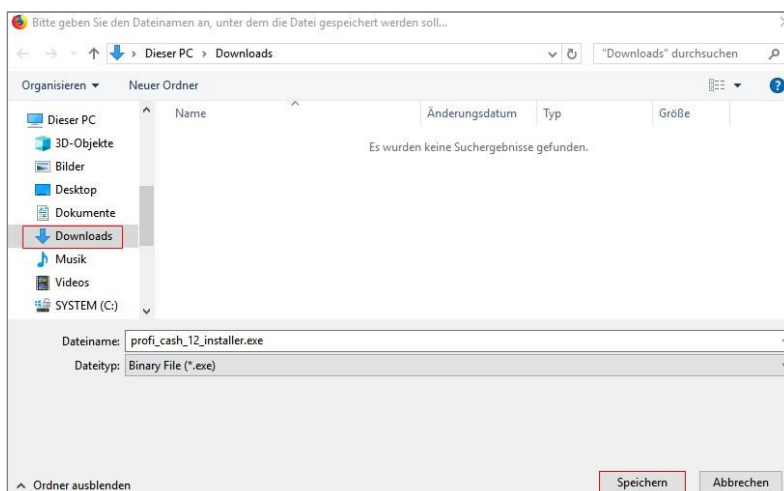 Bitte geben Sie den Dateinamen an, unter dem die Datei gespeichert werden soll...
Dieser PC > Downloads
"Downloads" durchsuchen
Organisieren
Neuer Ordner
Dieser PC
3D-Objekte
Bilder
Desktop
Dokumente
Downloads
Musik
Videos
SYSTEM (C:)
Name Änderungsdatum Typ Größe
Es wurden keine Suchergebnisse gefunden.
Dateiname: profi_cash_12_installer.exe
Dateityp: Binary File (*.exe)
Ordner ausblenden
Speichern
Abbrechen